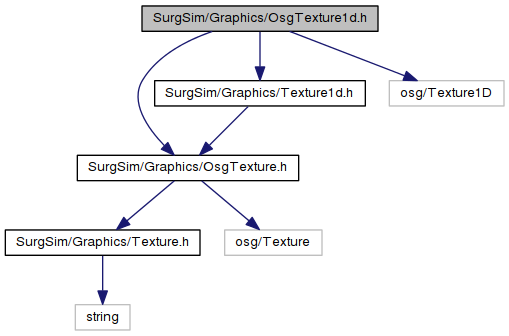 SurgSim/Graphics/OsgTexture1d.h
SurgSim/Graphics/Texture1d.h
osg/Texture1D
SurgSim/Graphics/OsgTexture.h
SurgSim/Graphics/Texture.h
osg/Texture
string